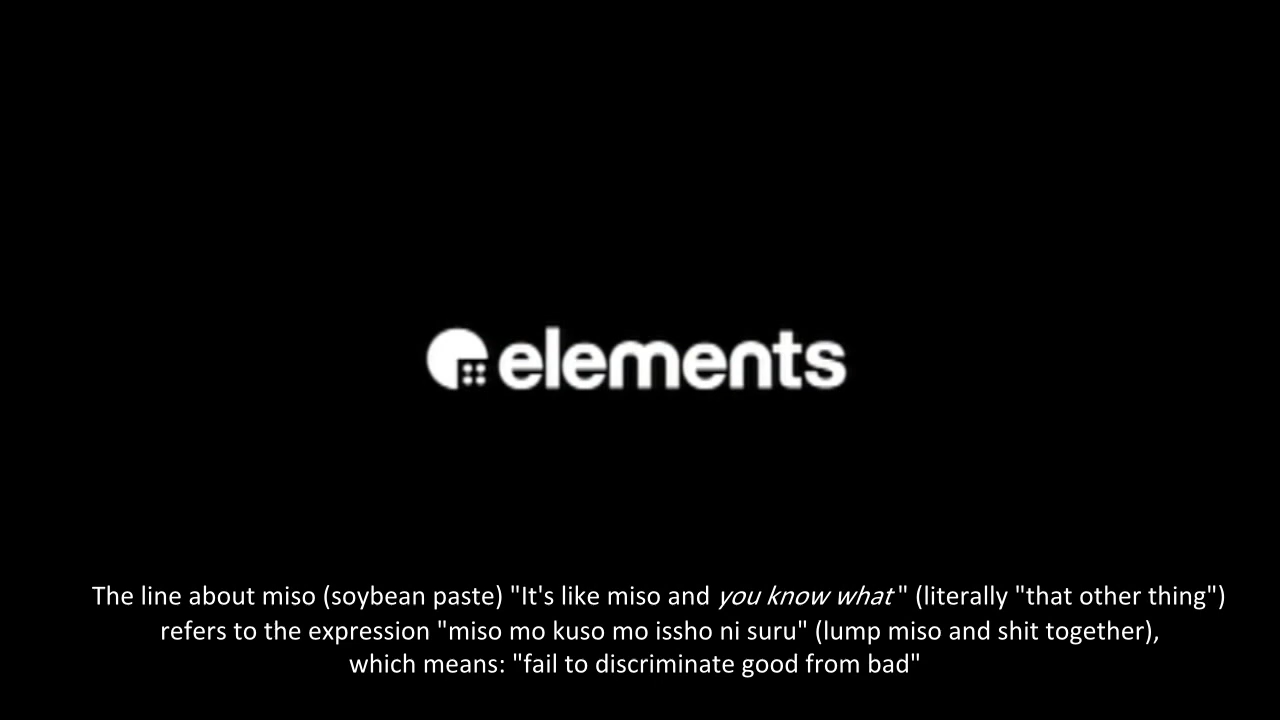 elements
The line about miso (soybean paste) "It's like miso and you know what" (literally "that other thing")
refers to the expression "miso mo kuso mo issho ni suru" (lump miso and shit together),
which means: "fail to discriminate good from bad"